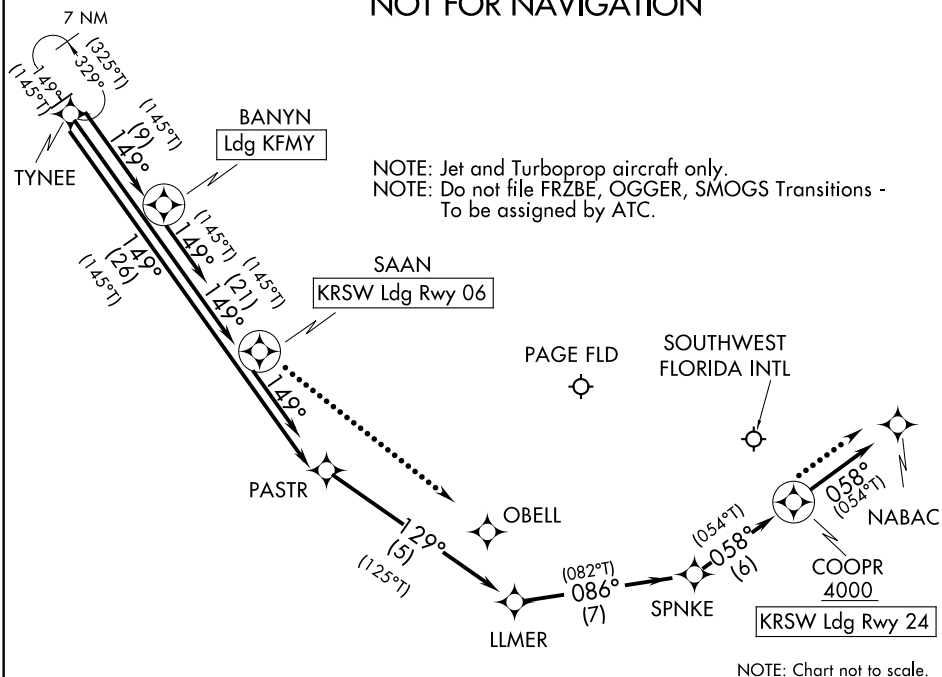 NOT FOR NAVIGATION
7 NM
(325°T)
329°
149°
(145°T)
TYNEE
(145°T)
(9)
149°
BANYN
Ldg KFMY
NOTE: Jet and Turboprop aircraft only.
NOTE: Do not file FRZBE, OGGER, SMOGS Transitions -
To be assigned by ATC.
149°
(26)
(145°T)
(145°T)
149°
(145°T)
(21)
149°
SAAN
KRSW Ldg Rwy 06
149°
PAGE FLD
SOUTHWEST
FLORIDA INTL
PASTR
129°
(5)
(125°T)
OBELL
LLMER
(082°T)
086°
(7)
SPNKE
(054°T)
058°
(6)
058°
(054°T)
NABAC
COOPR
4000
KRSW Ldg Rwy 24
NOTE: Chart not to scale.